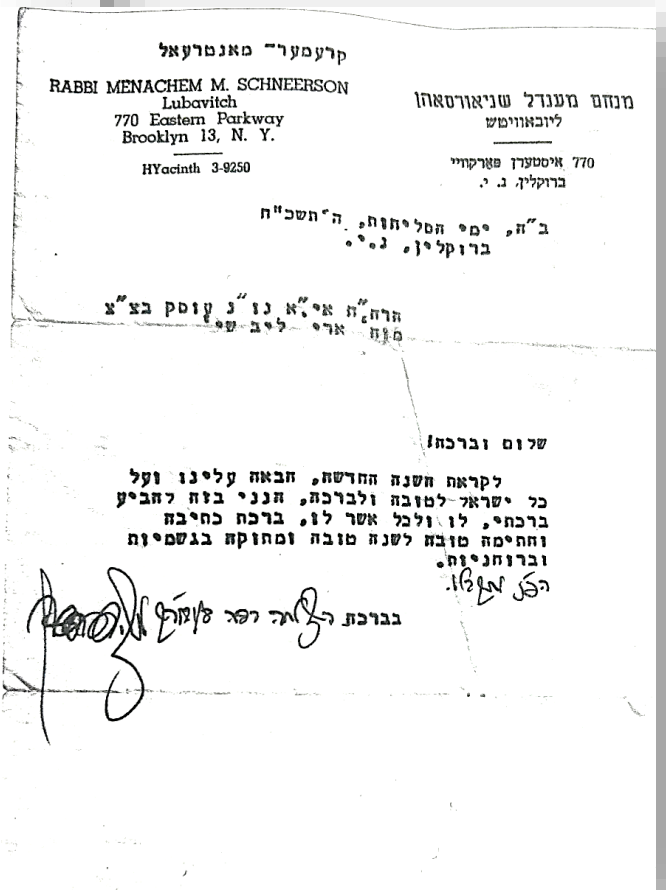 קרעמער - מאנטרעאל
RABBI MENACHEM M. SCHNEERSON
Lubavitch
770 Eastern Parkway
Brooklyn 13, N. Y.
HYacinth 3-9250
מנחם מענדל שניאורסאהן
ליובאוויטש
770 איסטערן פארקוויי
ברוקלין, נ. י.
ב"ה, ימי הסליחות, ה'תשכ"ח
ברוקלין, נ.י.
הרה"ח אי"א נו"נ עוסק בצ"צ
מוה' ארי' ליב שי'
שלום וברכה!
לקראת השנה החדשה, הבאה עלינו ועל
כל ישראל לטובה ולברכה, הנני בזה להביע
ברכתי, לו ולכל אשר לו, ברכת כתיבה
וחתימה טובה לשנה טובה ומתוקה בגשמיות
וברוחניות.
בברכת